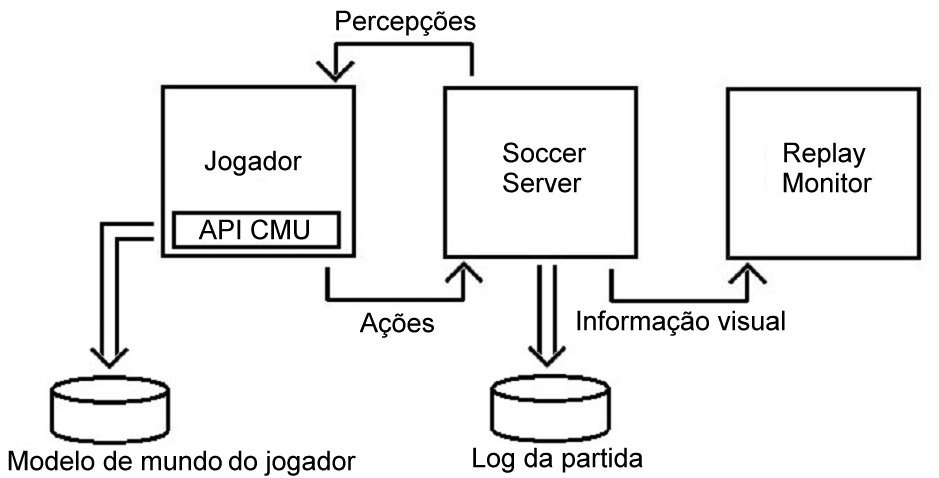 Percepções
Jogador
API CMU
Soccer
Server
Replay
Monitor
Ações
Informação visual
Modelo de mundo do jogador
Log da partida